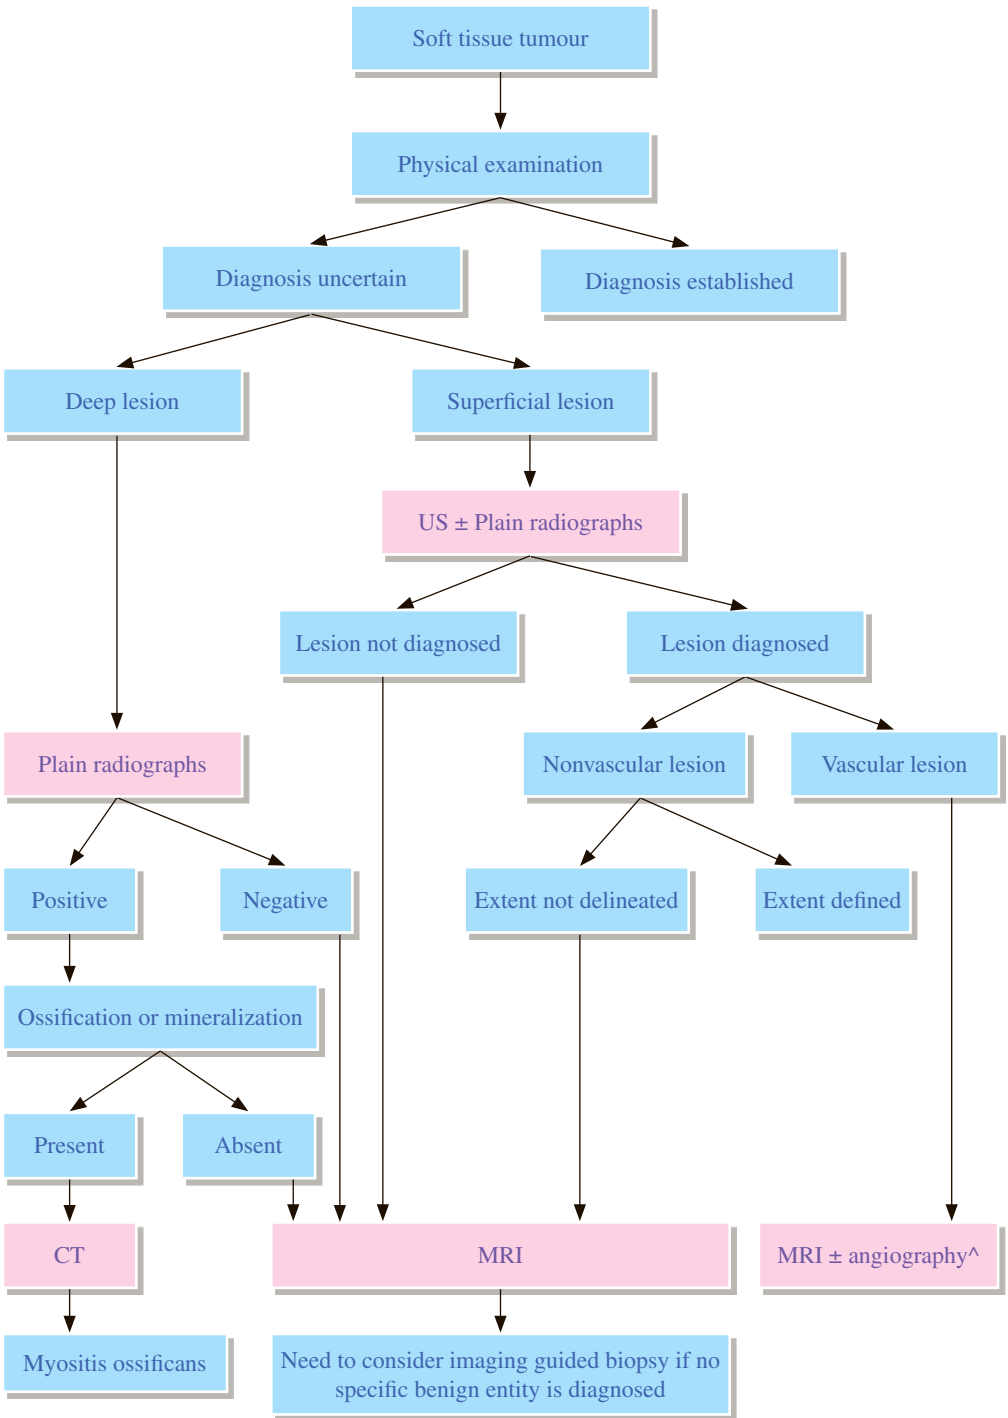 Soft tissue tumour
Physical examination
Diagnosis uncertain
Diagnosis established
Deep lesion
Superficial lesion
US ± Plain radiographs
Lesion not diagnosed
Lesion diagnosed
Plain radiographs
Nonvascular lesion
Vascular lesion
Positive
Negative
Extent not delineated
Extent defined
Ossification or mineralization
Present
Absent
CT
MRI
MRI ± angiography^
Myositis ossificans
Need to consider imaging guided biopsy if no
specific benign entity is diagnosed